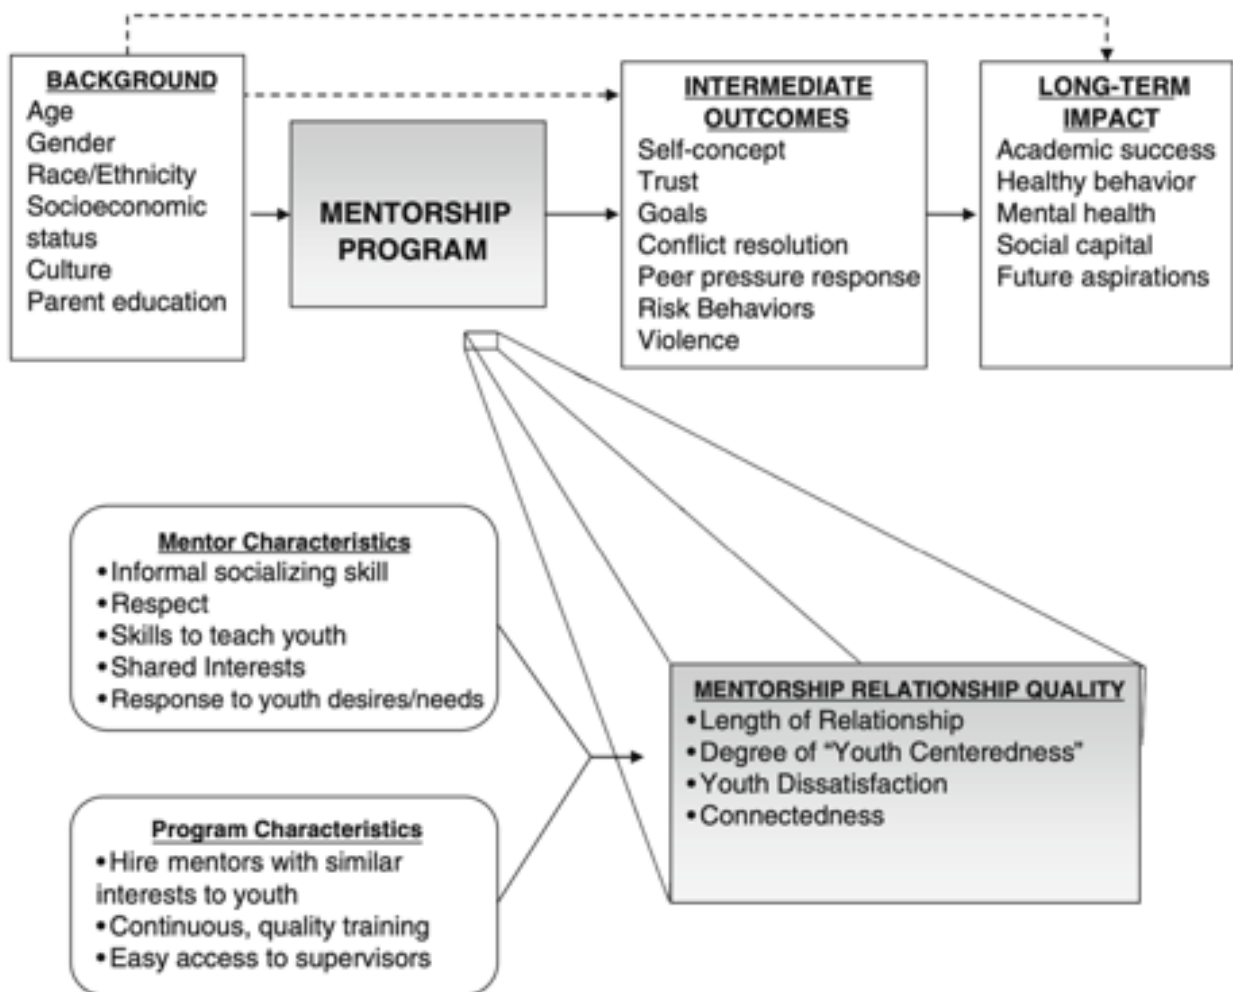 BACKGROUND
Age
Gender
Race/Ethnicity
Socioeconomic
status
Culture
Parent education
MENTORSHIP
PROGRAM
INTERMEDIATE
OUTCOMES
Self-concept
Trust
Goals
Conflict resolution
Peer pressure response
Risk Behaviors
Violence
LONG-TERM
IMPACT
Academic success
Healthy behavior
Mental health
Social capital
Future aspirations
Mentor Characteristics
•Informal socializing skill
•Respect
•Skills to teach youth
•Shared Interests
•Response to youth desires/needs
Program Characteristics
•Hire mentors with similar
interests to youth
•Continuous, quality training
•Easy access to supervisors
MENTORSHIP RELATIONSHIP QUALITY
•Length of Relationship
•Degree of “Youth Centeredness”
•Youth Dissatisfaction
•Connectedness